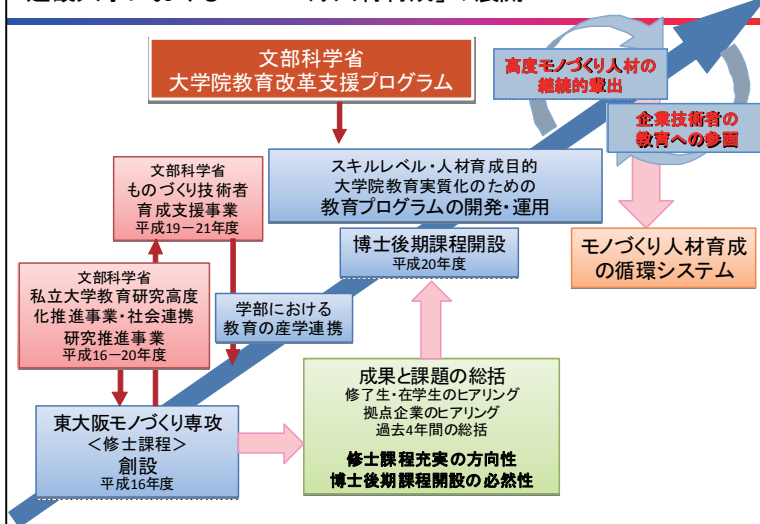 文部科学省
大学院教育改革支援プログラム
高度モノづくり人材の
継続的輩出
企業技術者の
教育への参画
文部科学省
ものづくり技術者
育成支援事業
平成19－21年度
スキルレベル・人材育成目的
大学院教育実質化のための
教育プログラムの開発・運用
博士後期課程開設
平成20年度
モノづくり人材育成
の循環システム
文部科学省
私立大学教育研究高度
化推進事業・社会連携
研究推進事業
平成16－20年度
学部における
教育の産学連携
成果と課題の総括
修了生・在学生のヒアリング
拠点企業のヒアリング
過去4年間の総括
修士課程充実の方向性
博士後期課程開設の必然性
東大阪モノづくり専攻
＜修士課程＞
創設
平成16年度